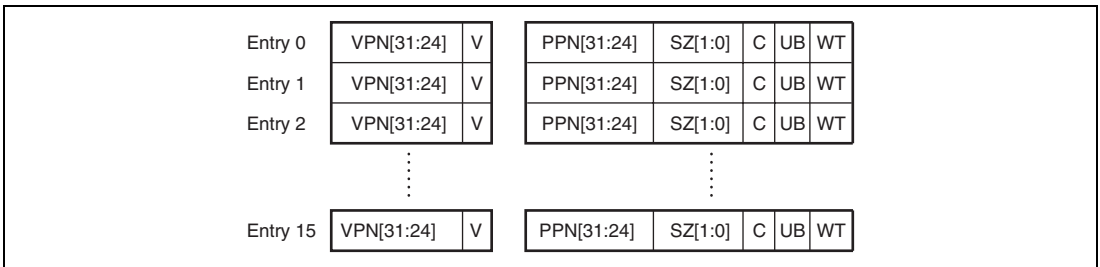 Entry 0 VPN[31:24] V PPN[31:24] SZ[1:0] C UB WT
Entry 1 VPN[31:24] V PPN[31:24] SZ[1:0] C UB WT
Entry 2 VPN[31:24] V PPN[31:24] SZ[1:0] C UB WT
Entry 15 VPN[31:24] V PPN[31:24] SZ[1:0] C UB WT